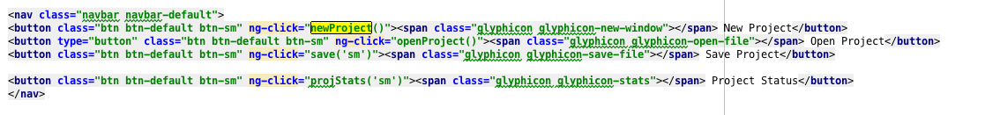 <nav class="navbar navbar-default">
<button class="btn btn-default btn-sm" ng-click="newProject()"><span class="glyphicon glyphicon-new-window"></span> New Project</button>
<button type="button" class="btn btn-default btn-sm" ng-click="openProject()"><span class="glyphicon glyphicon-open-file"></span> Open Project</button>
<button class="btn btn-default btn-sm" ng-click="save('sm')"><span class="glyphicon glyphicon-save-file"></span> Save Project</button>
<button class="btn btn-default btn-sm" ng-click="projStats('sm')"><span class="glyphicon glyphicon-stats"></span> Project Status</button>
</nav>